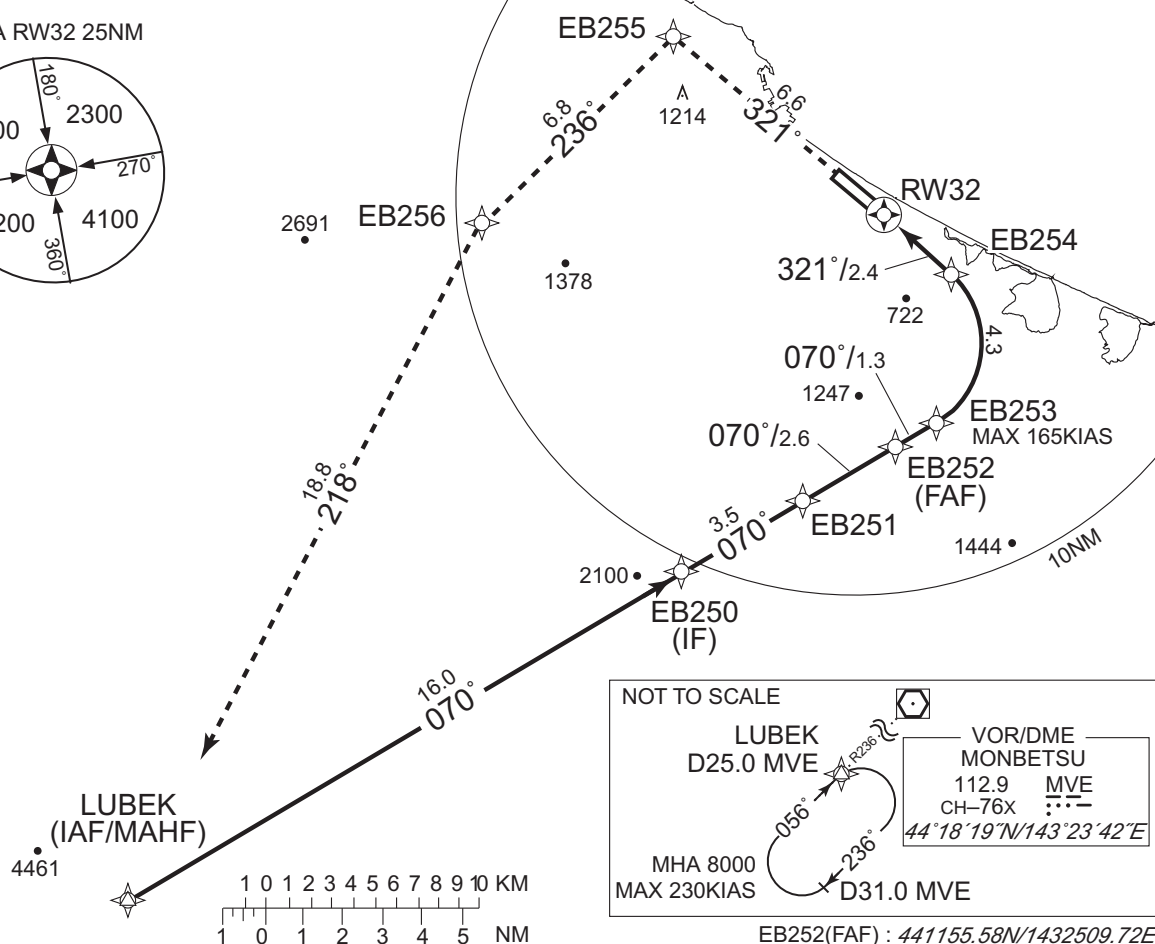 A RW32 25NM
180°
2300
00
270°
200
4100
360°
EB255
6.8
236°
1214
6.6
321°
RW32
2691
EB256
EB254
1378
321°/2.4
722
4.3
070°/1.3
1247
EB253
MAX 165KIAS
070°/2.6
EB252
(FAF)
18.8
218°
3.5
070°
EB251
1444
10NM
2100
EB250
(IF)
16.0
070°
NOT TO SCALE
LUBEK
D25.0 MVE
R236
VOR/DME
MONBETSU
112.9 MVE
CH–76X
44°18´19˝N/143°23´42˝E
056°
236°
MHA 8000
MAX 230KIAS
D31.0 MVE
LUBEK
(IAF/MAHF)
4461
1 0 1 2 3 4 5 6 7 8 9 10 KM
1 0 1 2 3 4 5 NM
EB252(FAF) : 441155.58N/1432509.72E